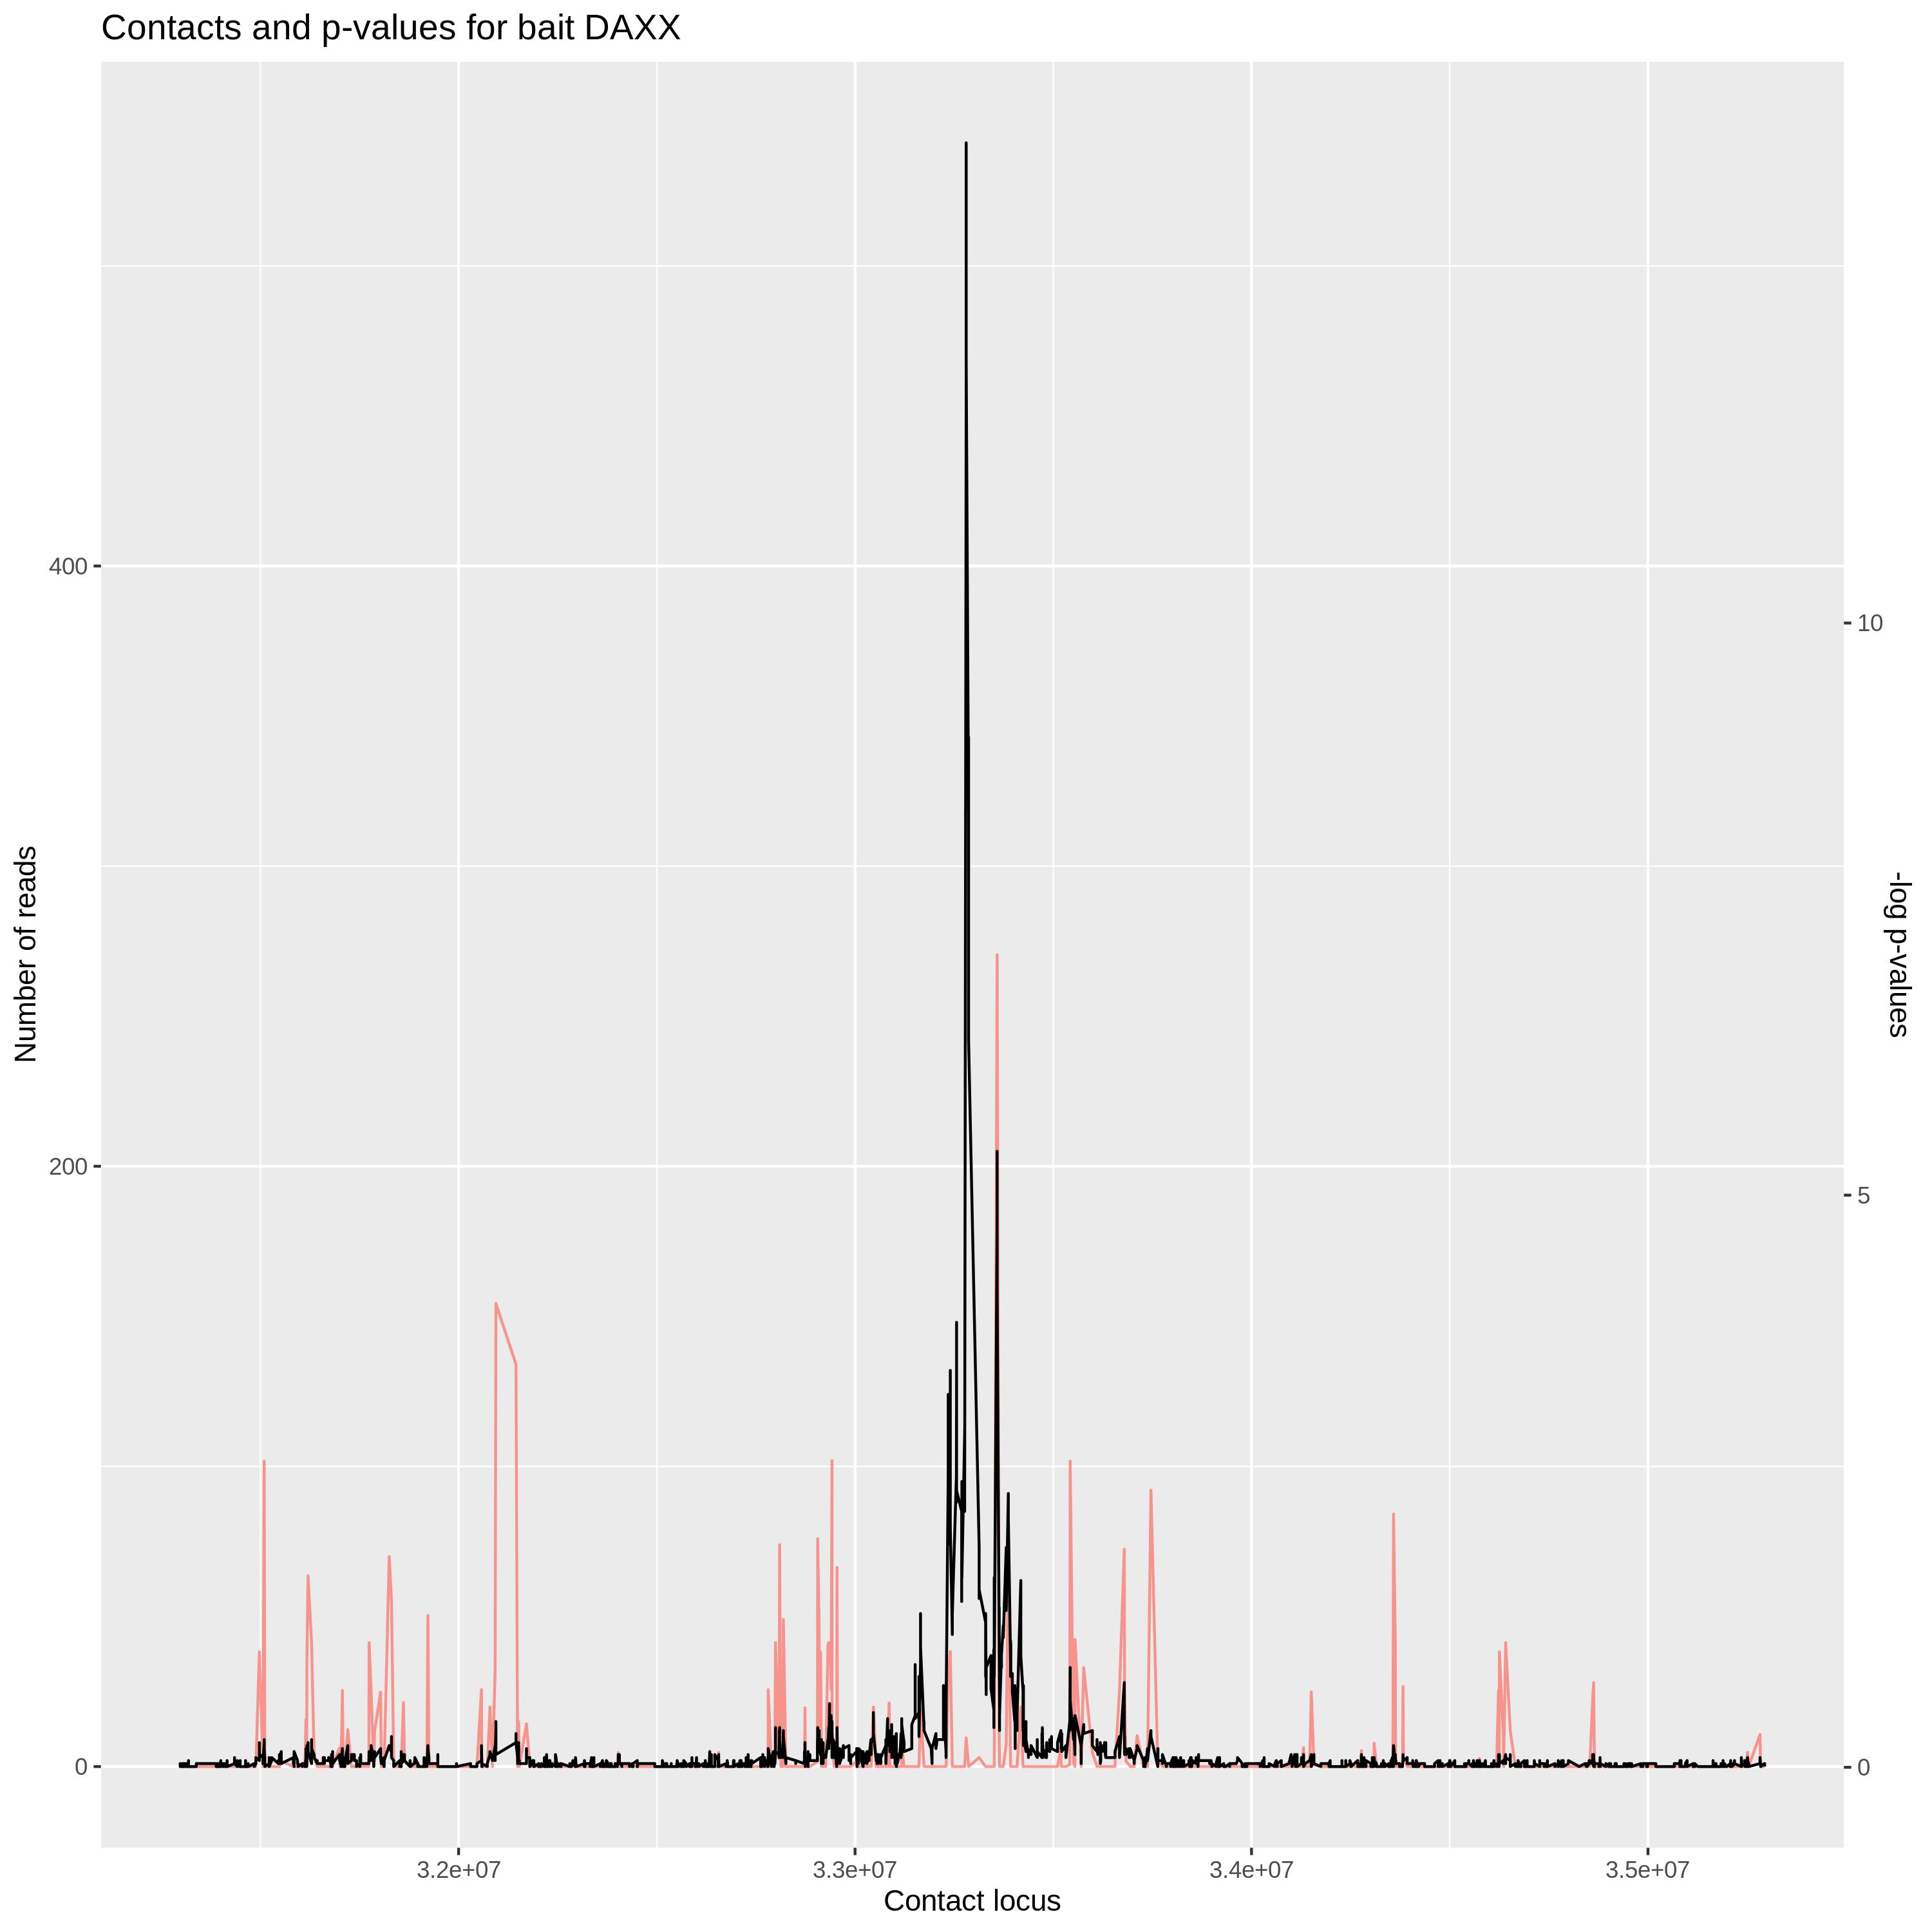 Contacts and p-values for bait DAXX
Number of reads
400
200
0
10
5
0
-log p-values
3.2e+07
3.3e+07
3.4e+07
3.5e+07
Contact locus